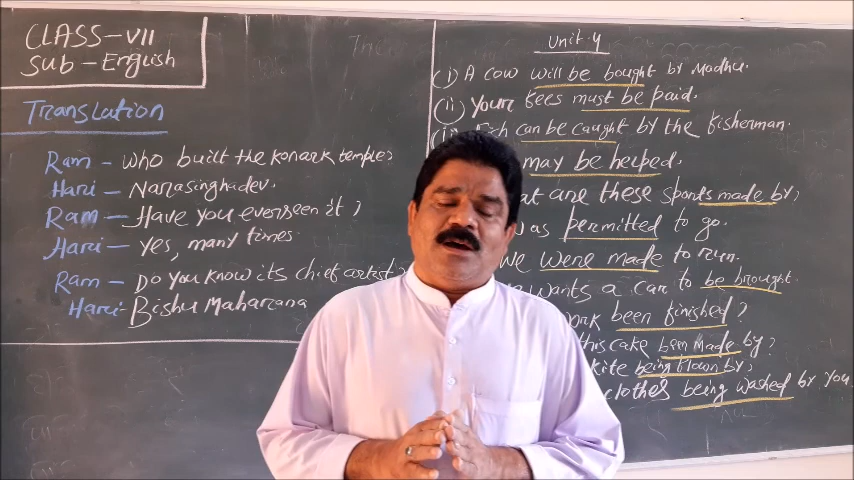 CLASS-VII
Sub-English
Translation
Ram - Who built the Konark temple?
Hari - Narasinghadev.
Ram - Have you ever seen it?
Hari - Yes, many times.
Ram - Do you know its chief artist?
Hari - Bishu Maharana
Unit-4
(i) A cow will be bought by Madhu.
(ii) Your fees must be paid.
can be caught by the fisherman.
may be helped.
are these sports made by?
was permitted to go.
We were made to run.
wants a car to be brought.
been finished?
this cake been made by?
kite being flown by?
clothes being washed by you